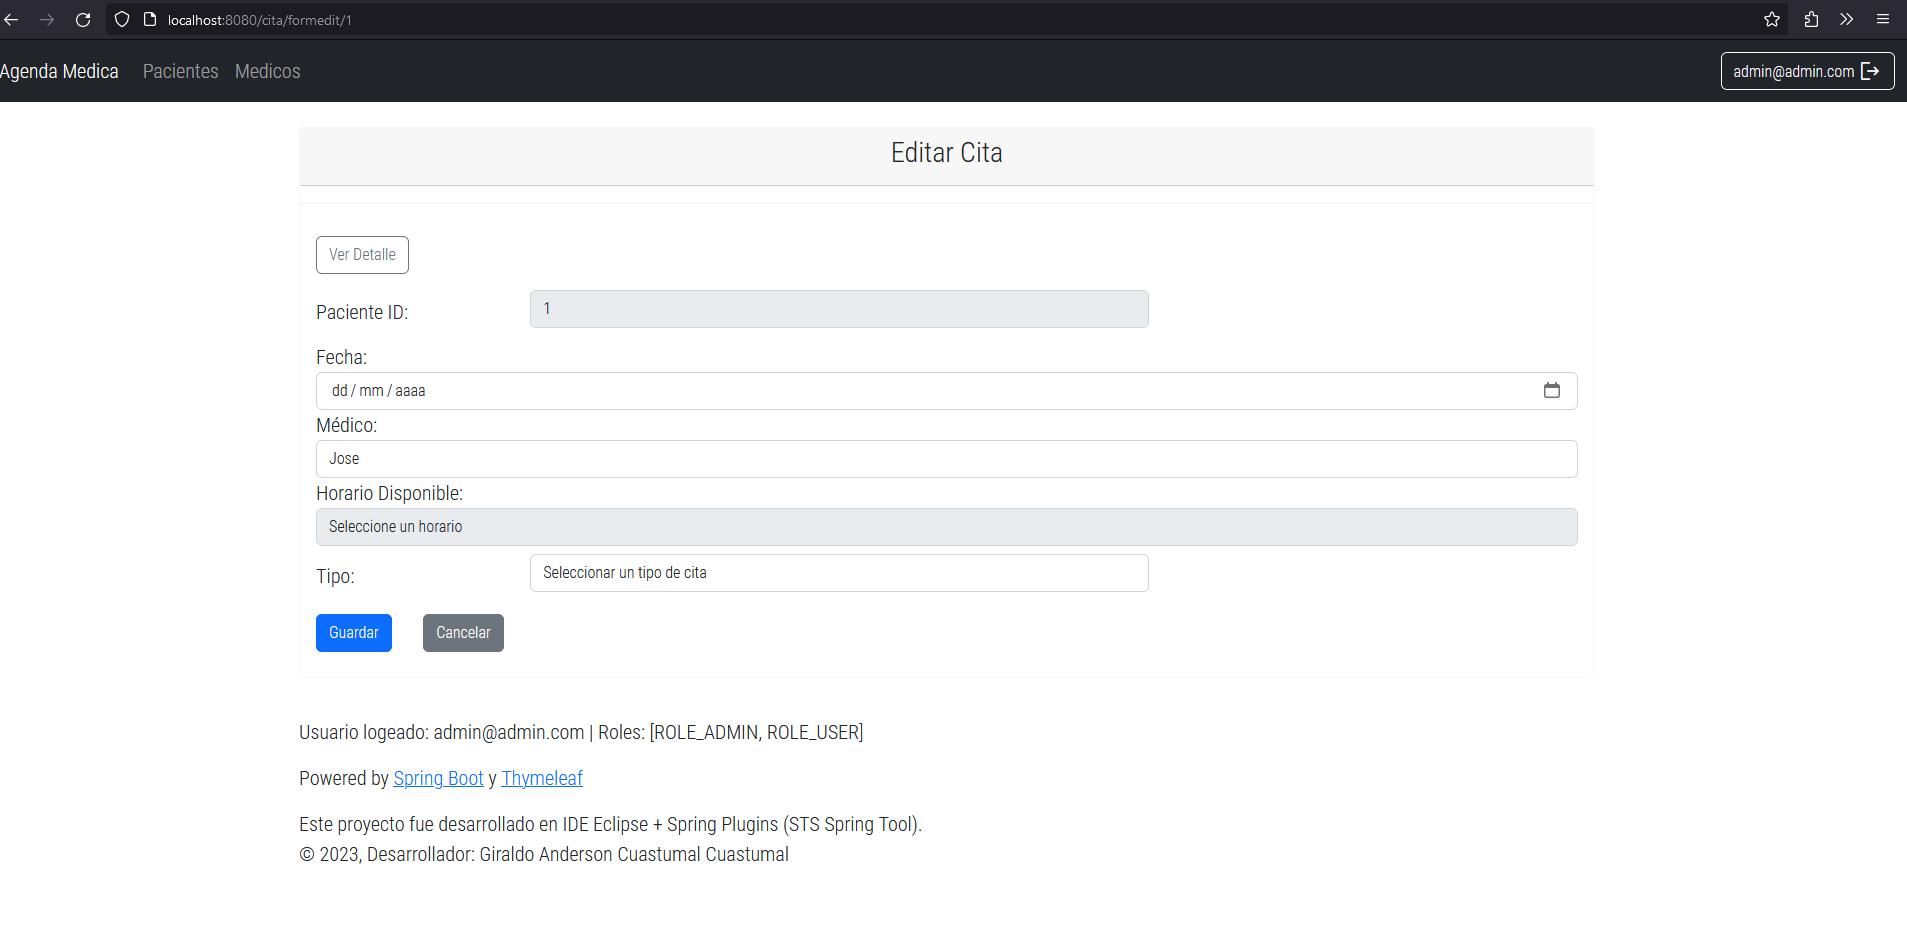 localhost:8080/cita/formedit/1
Agenda Medica Pacientes Medicos admin@admin.com
Editar Cita
Ver Detalle
Paciente ID: 1
Fecha:
dd / mm / aaaa
Médico:
Jose
Horario Disponible:
Seleccione un horario
Tipo: Seleccionar un tipo de cita
Guardar Cancelar
Usuario logeado: admin@admin.com | Roles: [ROLE_ADMIN, ROLE_USER]
Powered by Spring Boot y Thymeleaf
Este proyecto fue desarrollado en IDE Eclipse + Spring Plugins (STS Spring Tool).
© 2023, Desarrollador: Giraldo Anderson Cuastumal Cuastumal